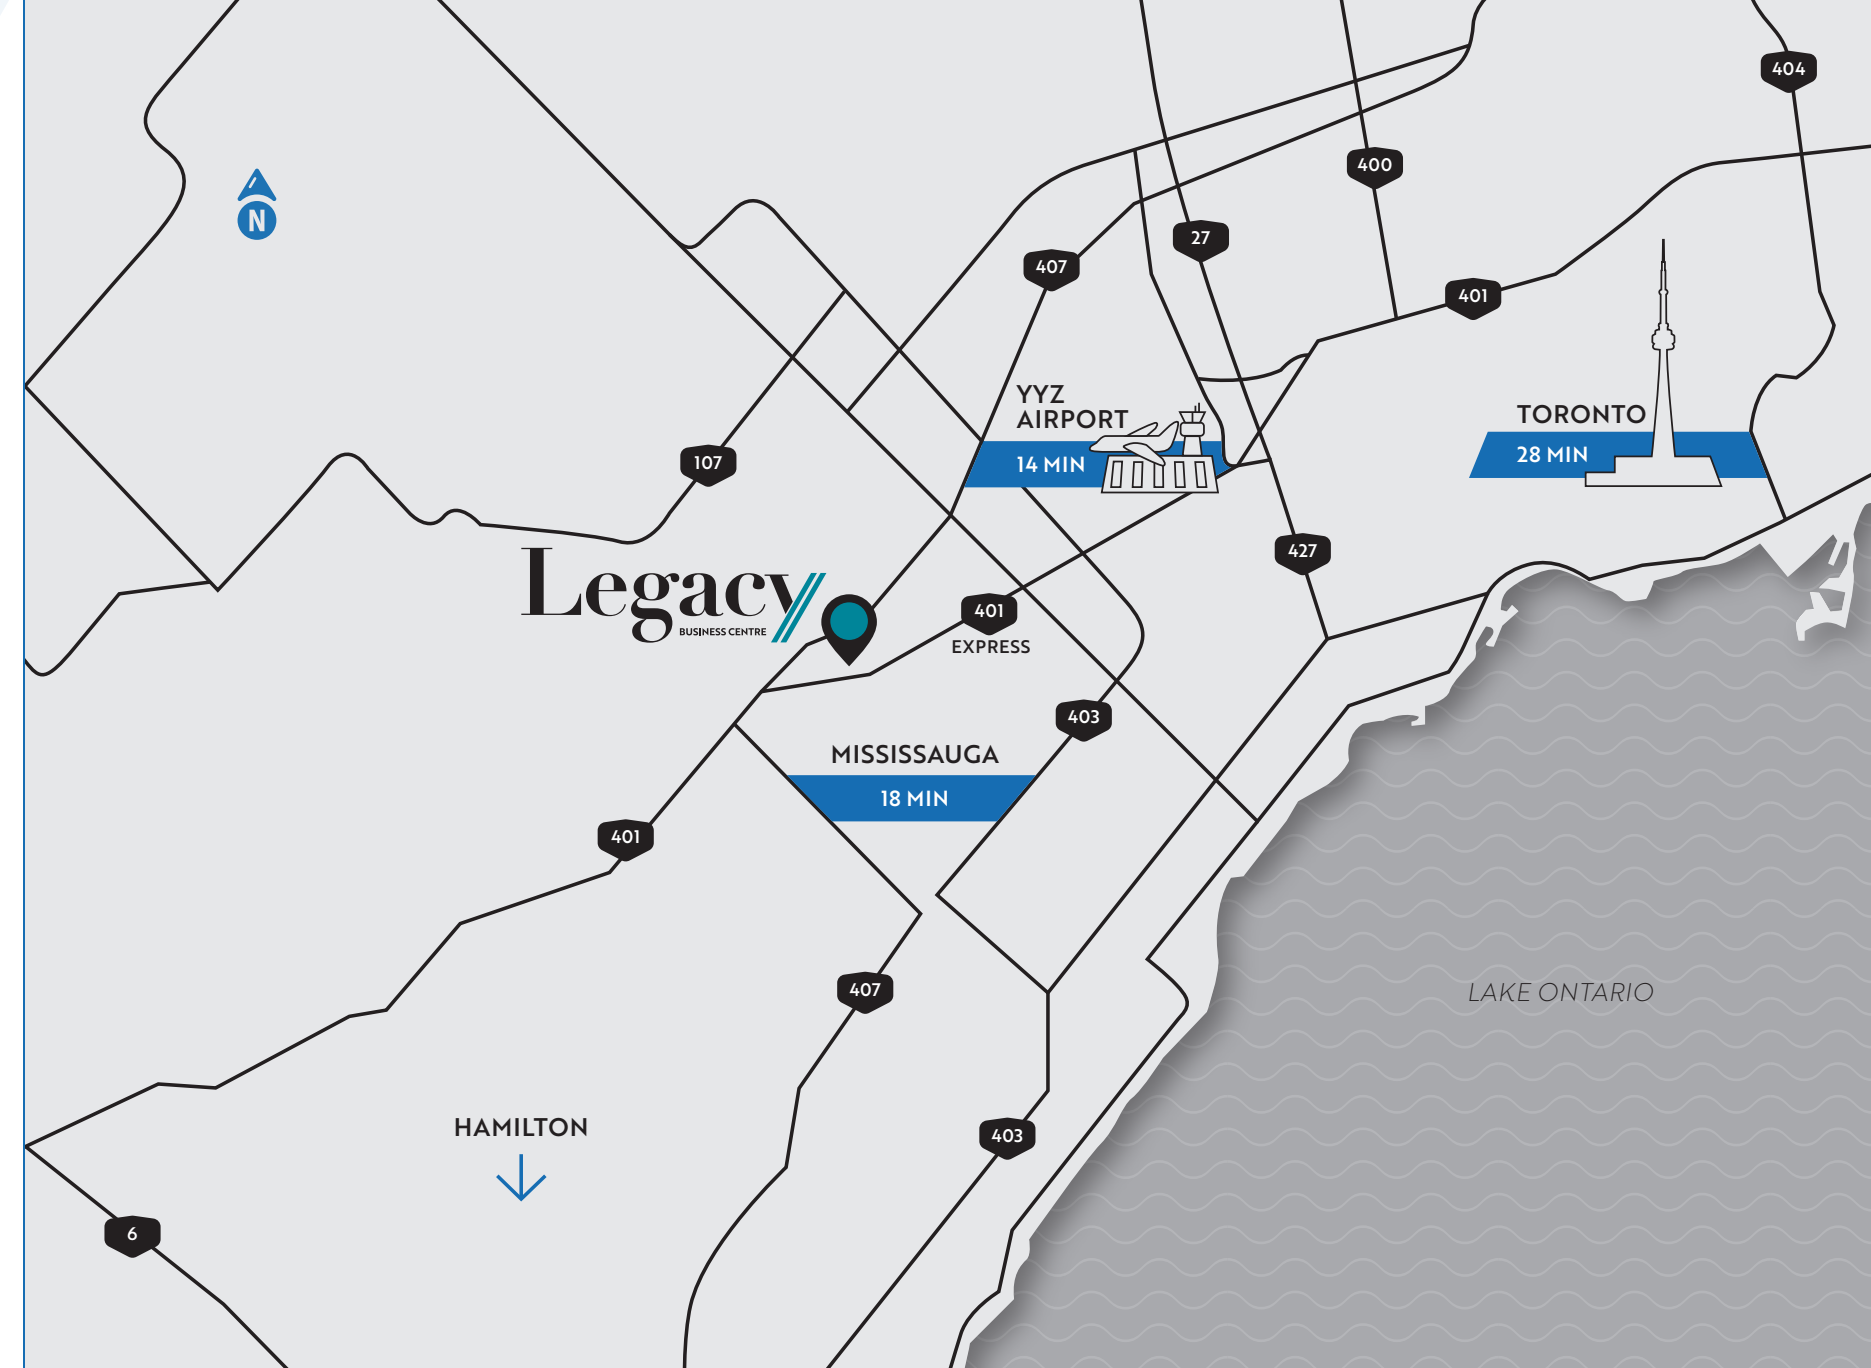 404
400
N
27
407
401
YYZ
AIRPORT
TORONTO
14 MIN
28 MIN
107
427
Legacy
BUSINESS CENTRE
401
EXPRESS
403
MISSISSAUGA
18 MIN
401
407
LAKE ONTARIO
HAMILTON
403
6